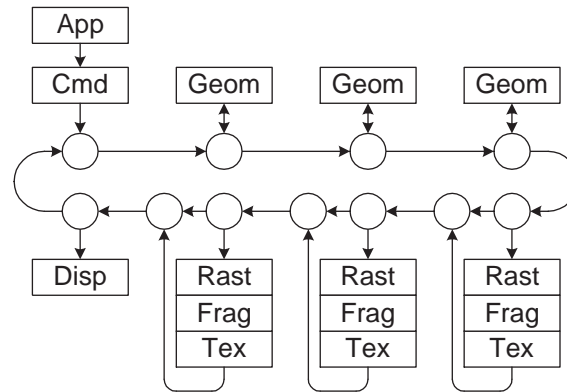 App
Cmd
Geom
Geom
Geom
Disp
Rast
Frag
Tex
Rast
Frag
Tex
Rast
Frag
Tex